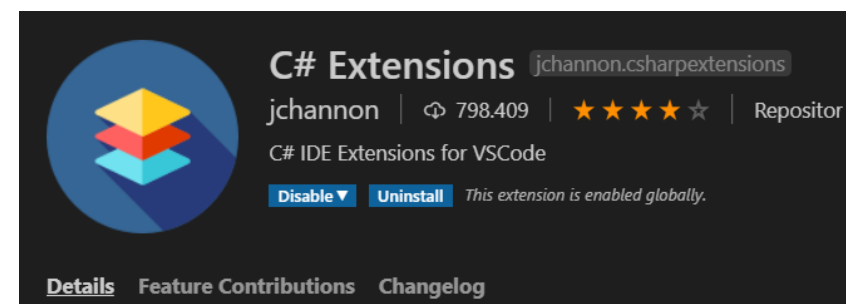 C# Extensions jchannon.csharpextensions
jchannon 798.409 Repositor
C# IDE Extensions for VSCode
Disable Uninstall This extension is enabled globally.
Details Feature Contributions Changelog